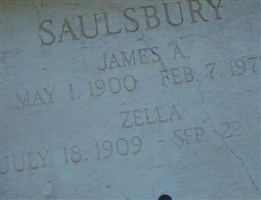 SAULSBURY
JAMES A.
MAY 1, 1900 FEB. 7, 197
ZELLA
JULY 18, 1909 - SEP 22